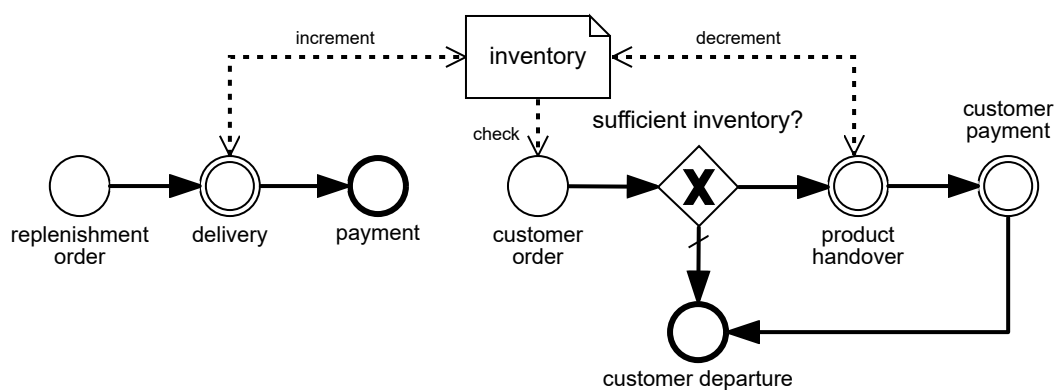 increment
inventory
decrement
check
sufficient inventory?
customer
payment
replenishment
order
delivery
payment
customer
order
X
product
handover
customer departure